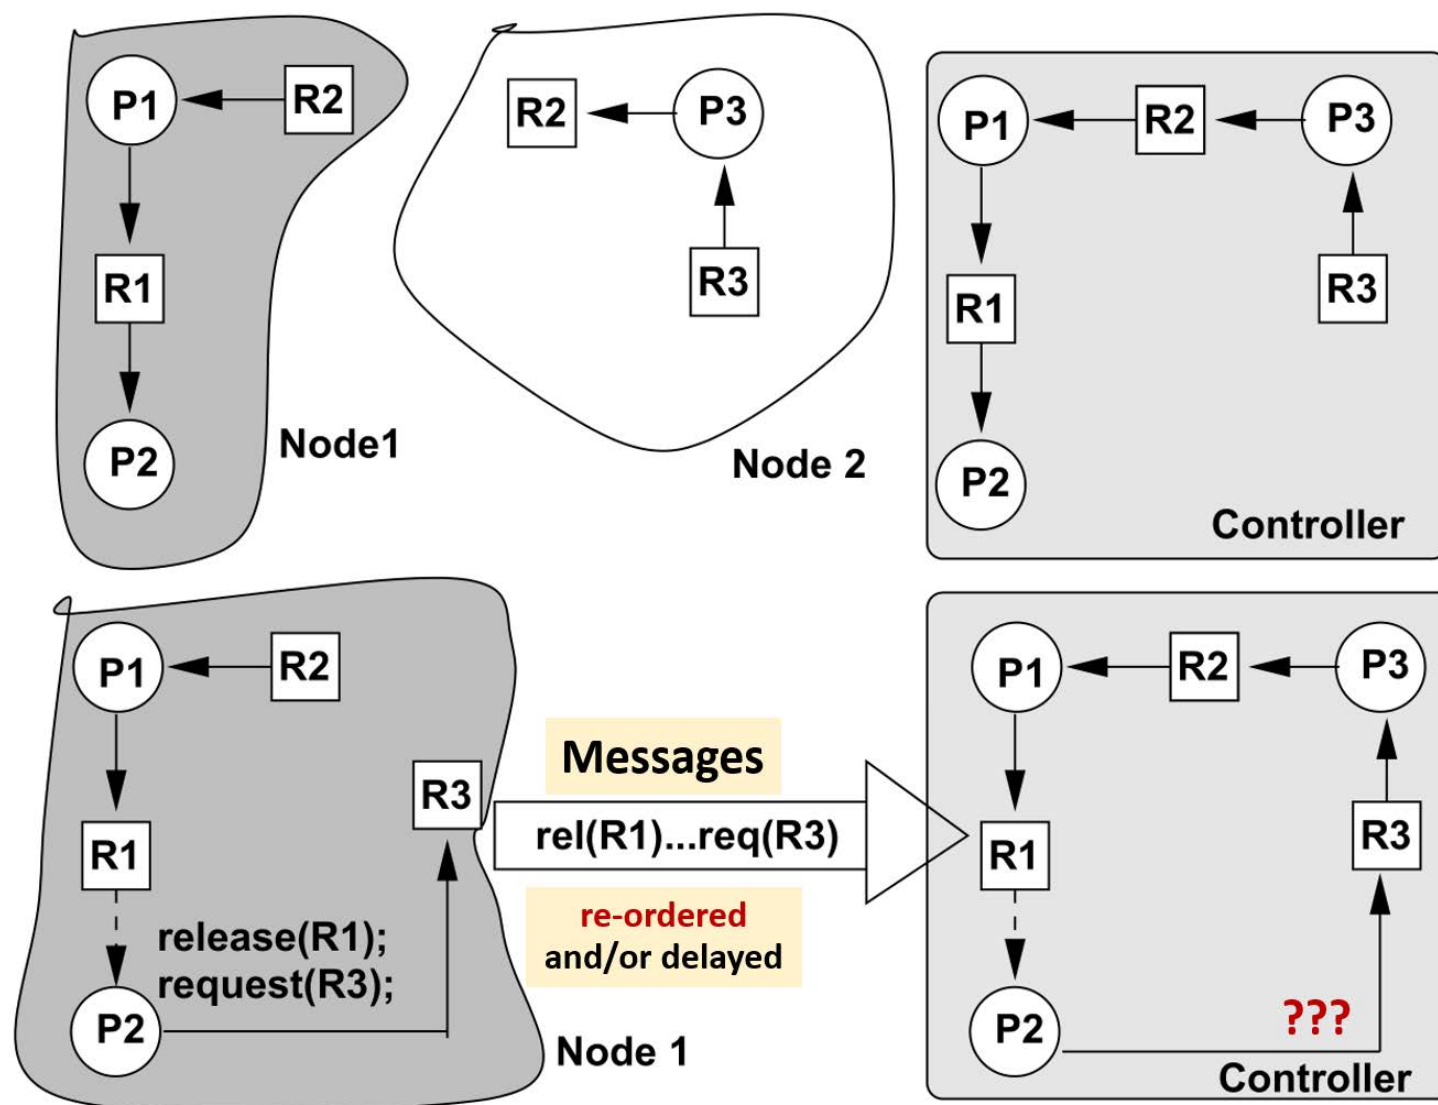 P1
R2
R1
P2
Node1
R2
P3
R3
Node 2
P1
R2
P3
R1
R3
P2
Controller
P1
R2
R3
R1
release(R1);
request(R3);
P2
Node 1
Messages
rel(R1)...req(R3)
re-ordered
and/or delayed
P1
R2
P3
R1
R3
P2
???
Controller